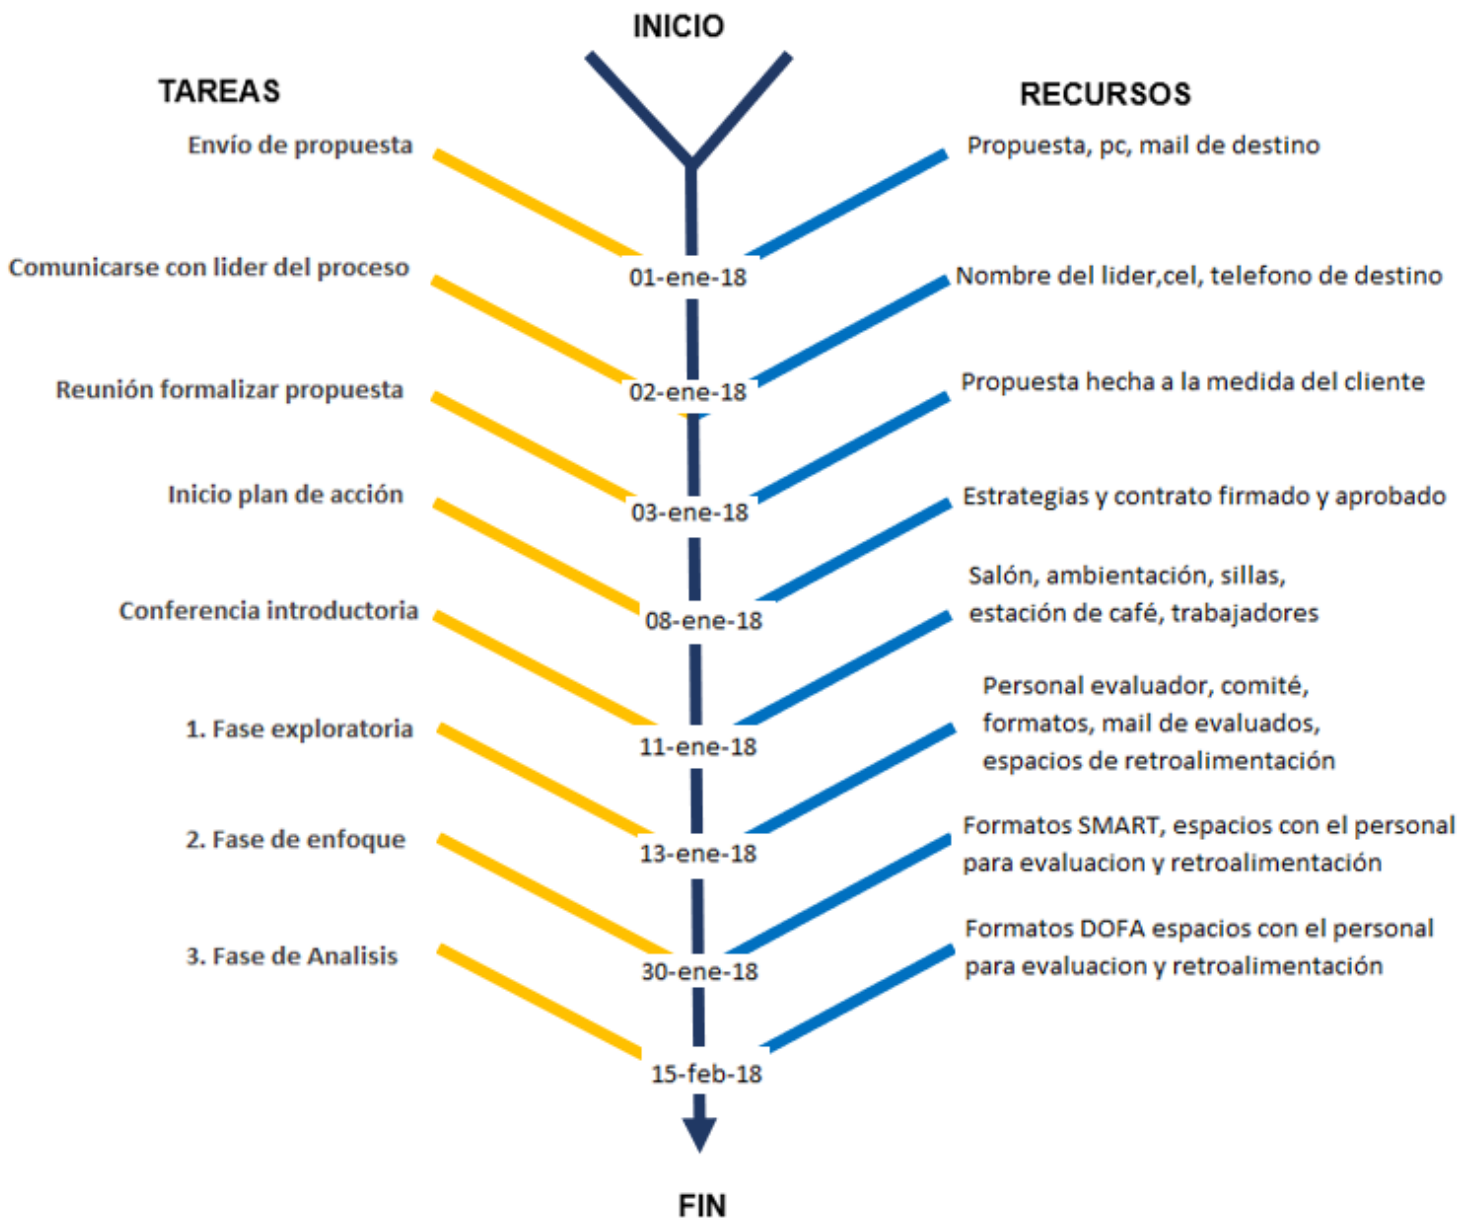 INICIO
TAREAS
RECURSOS
Envío de propuesta
Propuesta, pc, mail de destino
01-ene-18
Comunicarse con lider del proceso
Nombre del lider,cel, telefono de destino
02-ene-18
Reunión formalizar propuesta
Propuesta hecha a la medida del cliente
03-ene-18
Inicio plan de acción
Estrategias y contrato firmado y aprobado
08-ene-18
Conferencia introductoria
Salón, ambientación, sillas,
estación de café, trabajadores
11-ene-18
1. Fase exploratoria
Personal evaluador, comité,
formatos, mail de evaluados,
espacios de retroalimentación
13-ene-18
2. Fase de enfoque
Formatos SMART, espacios con el personal
para evaluacion y retroalimentación
30-ene-18
3. Fase de Analisis
Formatos DOFA espacios con el personal
para evaluacion y retroalimentación
15-feb-18
FIN